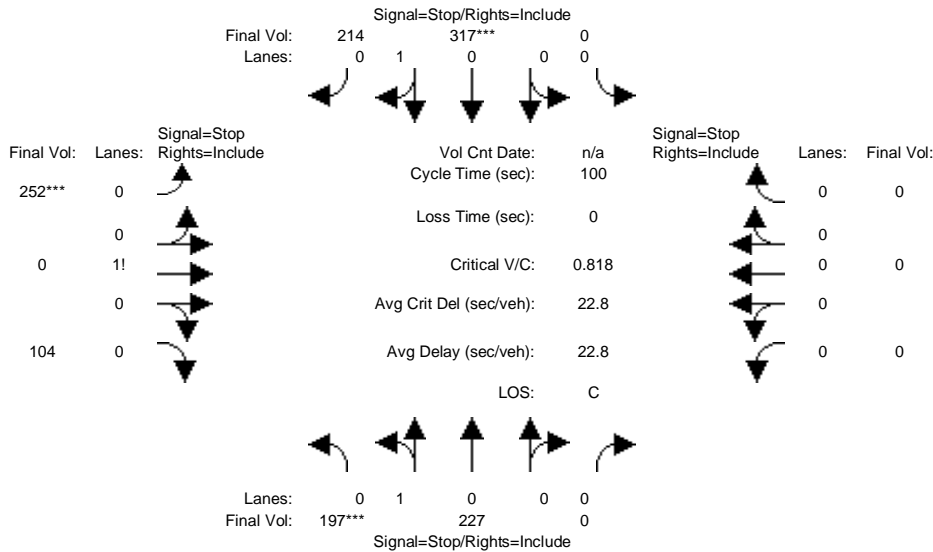 Signal=Stop/Rights=Include
Final Vol: 214 317*** 0
Lanes: 0 1 0 0 0
Signal=Stop
Final Vol: Lanes: Rights=Include
Vol Cnt Date: n/a
Signal=Stop
Rights=Include Lanes: Final Vol:
Cycle Time (sec): 100
252*** 0
0 0
Loss Time (sec): 0
0
0
0 1!
Critical V/C: 0.818
0 0
0
Avg Crit Del (sec/veh): 22.8
0
104 0
Avg Delay (sec/veh): 22.8
0 0
LOS: C
Lanes: 0 1 0 0 0
Final Vol: 197*** 227 0
Signal=Stop/Rights=Include